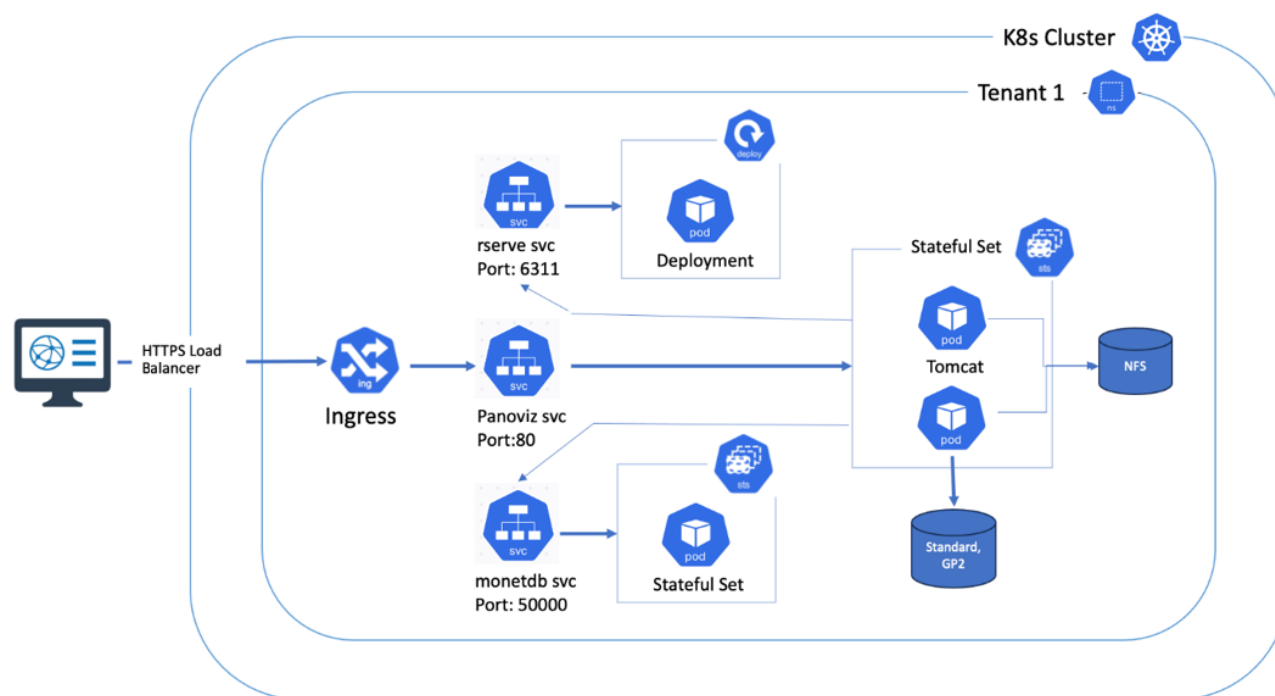 K8s Cluster
Tenant 1
ns
deploy
svc
pod
rserve svc
Port: 6311
Deployment
Stateful Set
sts
HTTPS Load
Balancer
ing
Ingress
svc
Panoviz svc
Port:80
pod
Tomcat
pod
NFS
sts
svc
pod
monetdb svc
Port: 50000
Stateful Set
Standard,
GP2